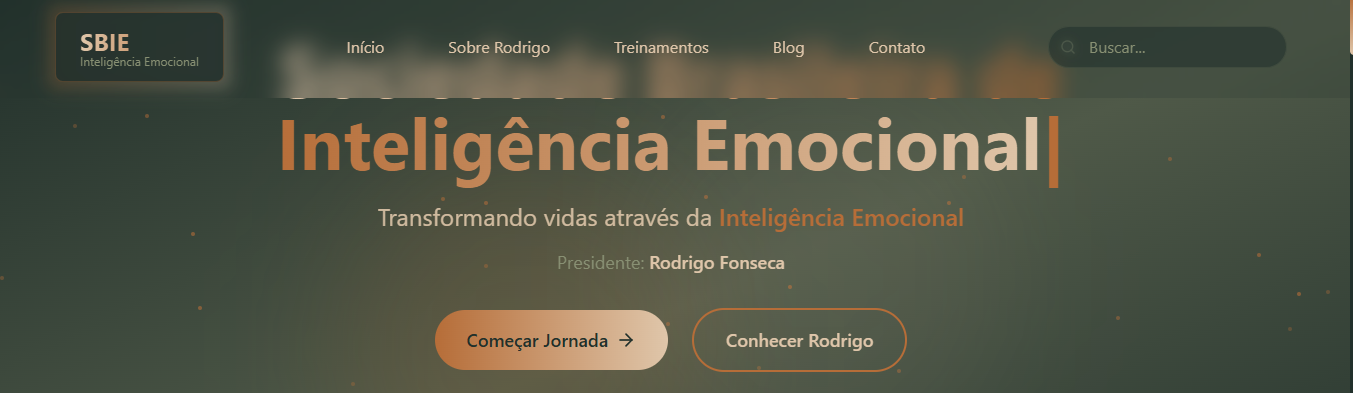 SBIE
Inteligência Emocional
Início
Sobre Rodrigo
Treinamentos
Blog
Contato
Buscar...
Inteligência Emocional
Transformando vidas através da Inteligência Emocional
Presidente: Rodrigo Fonseca
Começar Jornada
Conhecer Rodrigo